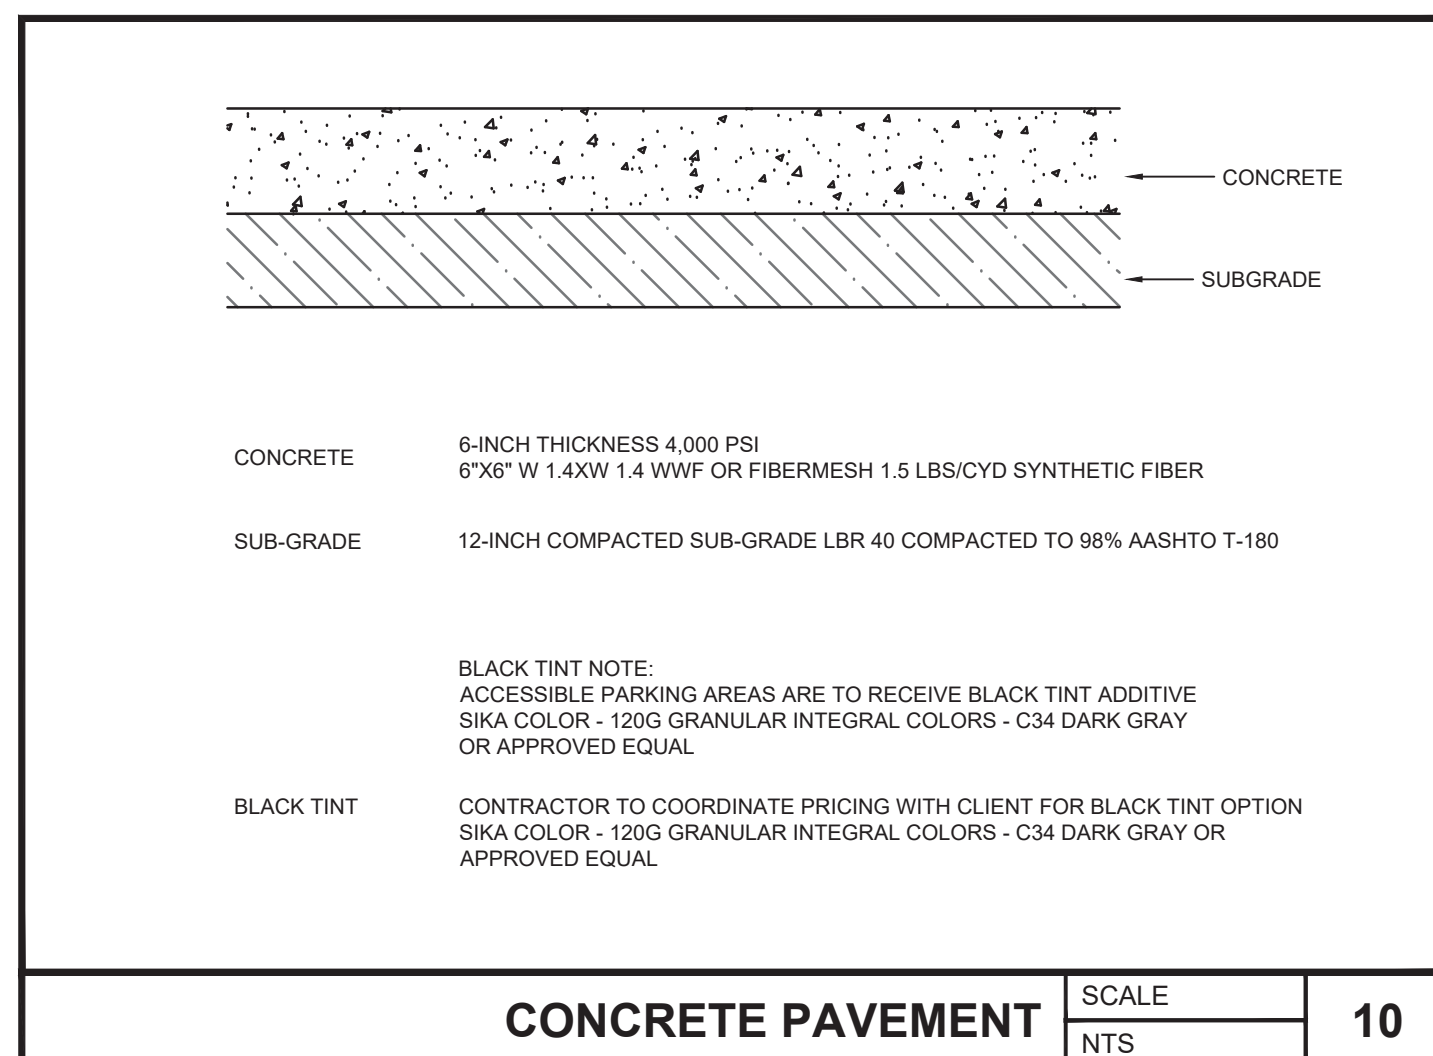 CONCRETE
SUBGRADE
CONCRETE
6-INCH THICKNESS 4,000 PSI
6"X6" W 1.4XW 1.4 WWF OR FIBERMESH 1.5 LBS/CYD SYNTHETIC FIBER
SUB-GRADE
12-INCH COMPACTED SUB-GRADE LBR 40 COMPACTED TO 98% AASHTO T-180
BLACK TINT NOTE:
ACCESSIBLE PARKING AREAS ARE TO RECEIVE BLACK TINT ADDITIVE
SIKA COLOR - 120G GRANULAR INTEGRAL COLORS - C34 DARK GRAY
OR APPROVED EQUAL
BLACK TINT
CONTRACTOR TO COORDINATE PRICING WITH CLIENT FOR BLACK TINT OPTION
SIKA COLOR - 120G GRANULAR INTEGRAL COLORS - C34 DARK GRAY OR
APPROVED EQUAL
CONCRETE PAVEMENT
SCALE
NTS
10